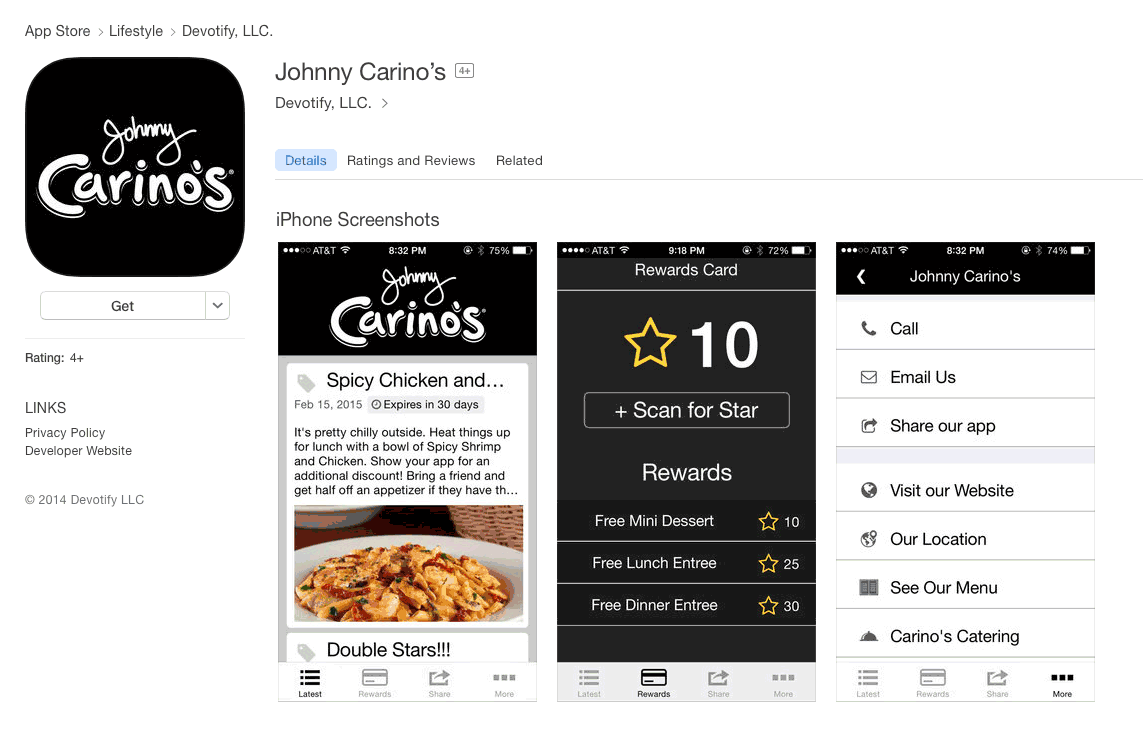 App Store > Lifestyle > Devotify, LLC.
Johnny
Carino's
Get
Rating: 4+
LINKS
Privacy Policy
Developer Website
© 2014 Devotify LLC
Johnny Carino's 4+
Devotify, LLC. >
Details Ratings and Reviews Related
iPhone Screenshots
AT&T 8:32 PM 75%
Johnny
Carino's
Spicy Chicken and…
Feb 15, 2015 Expires in 30 days
It's pretty chilly outside. Heat things up
for lunch with a bowl of Spicy Shrimp
and Chicken. Show your app for an
additional discount! Bring a friend and
get half off an appetizer if they have th…
Double Stars!!!
Latest Rewards Share More
AT&T 9:18 PM 72%
Rewards Card
10
+ Scan for Star
Rewards
Free Mini Dessert 10
Free Lunch Entree 25
Free Dinner Entree 30
Latest Rewards Share More
AT&T 8:32 PM 74%
Johnny Carino's
Call
Email Us
Share our app
Visit our Website
Our Location
See Our Menu
Carino's Catering
Latest Rewards Share More